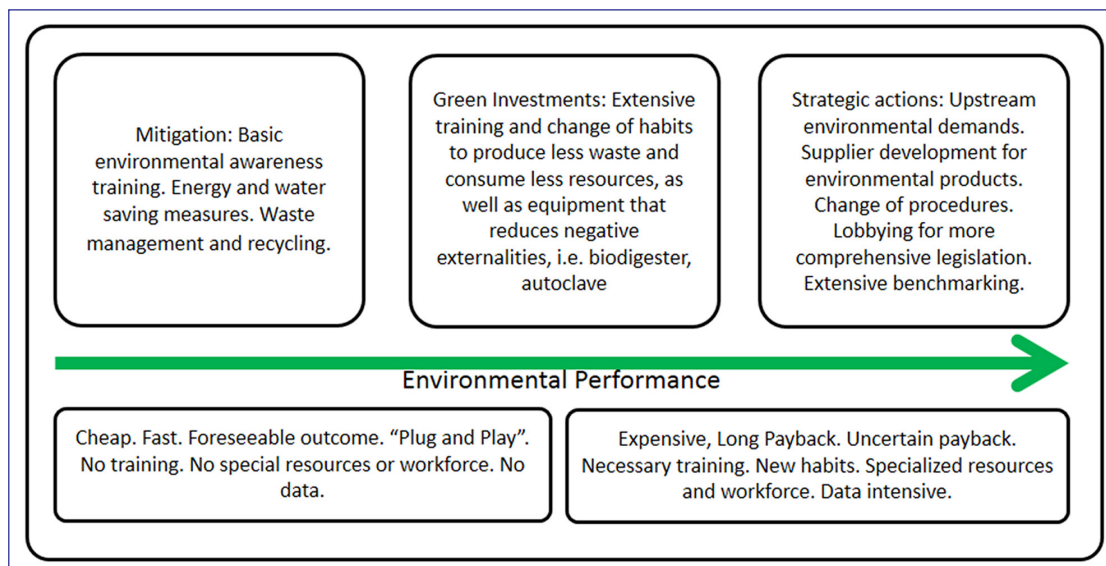 Mitigation: Basic
environmental awareness
training. Energy and water
saving measures. Waste
management and recycling.
Green Investments: Extensive
training and change of habits
to produce less waste and
consume less resources, as
well as equipment that
reduces negative
externalities, i.e. biodigester,
autoclave
Strategic actions: Upstream
environmental demands.
Supplier development for
environmental products.
Change of procedures.
Lobbying for more
comprehensive legislation.
Extensive benchmarking.
Environmental Performance
Cheap. Fast. Foreseeable outcome. “Plug and Play”.
No training. No special resources or workforce. No
data.
Expensive, Long Payback. Uncertain payback.
Necessary training. New habits. Specialized resources
and workforce. Data intensive.